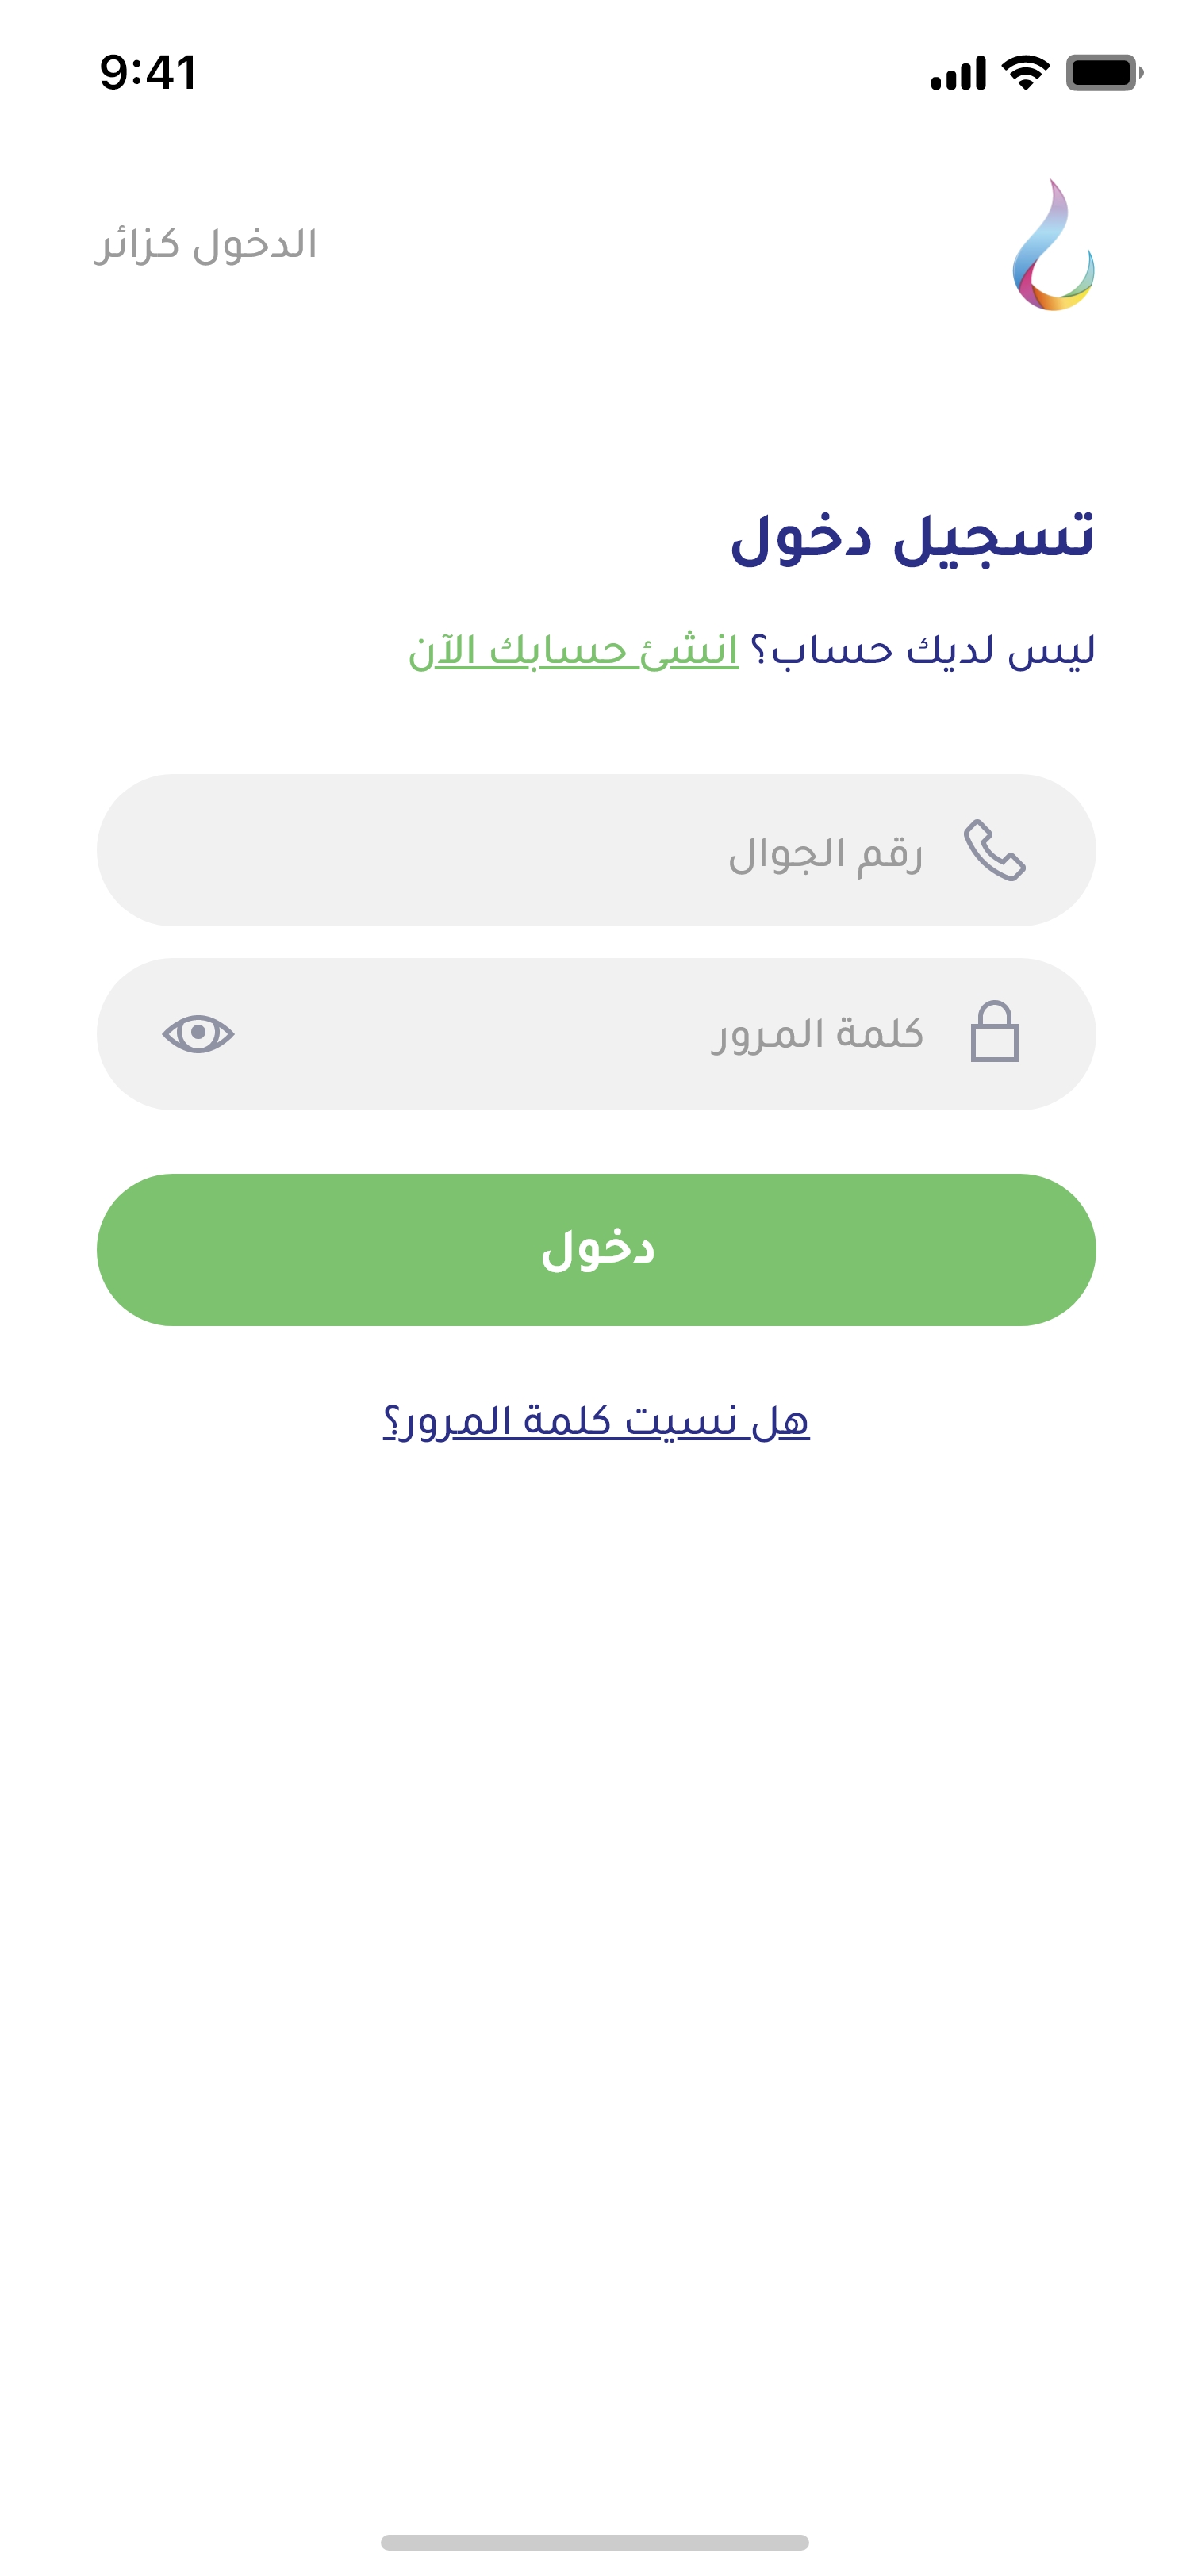 9:41
الدخول كزائر
تسجيل دخول
ليس لديك حساب؟ انشئ حسابك الآن
رقم الجوال
كلمة المرور
دخول
هل نسيت كلمة المرور؟